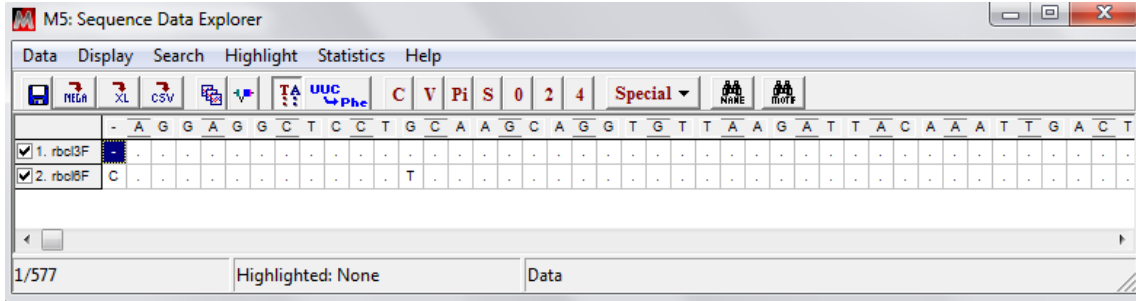 M5: Sequence Data Explorer
Data Display Search Highlight Statistics Help
MEGA XL CSV TA UUC Phe C V Pi S 0 2 4 Special NAME MOTIF
- A G G A G G C T C C T G C A A G C A G G T G T T A A G A T T A C A A A T T G A C T
1. rbcl3F - . . . . . . . . . . . . . . . . . . . . . . . . . . . . . . . . . . . . . . . . .
2. rbcl6F C . . . . . . . . . . . T . . . . . . . . . . . . . . . . . . . . . . . . . . . . .
1/577 Highlighted: None Data